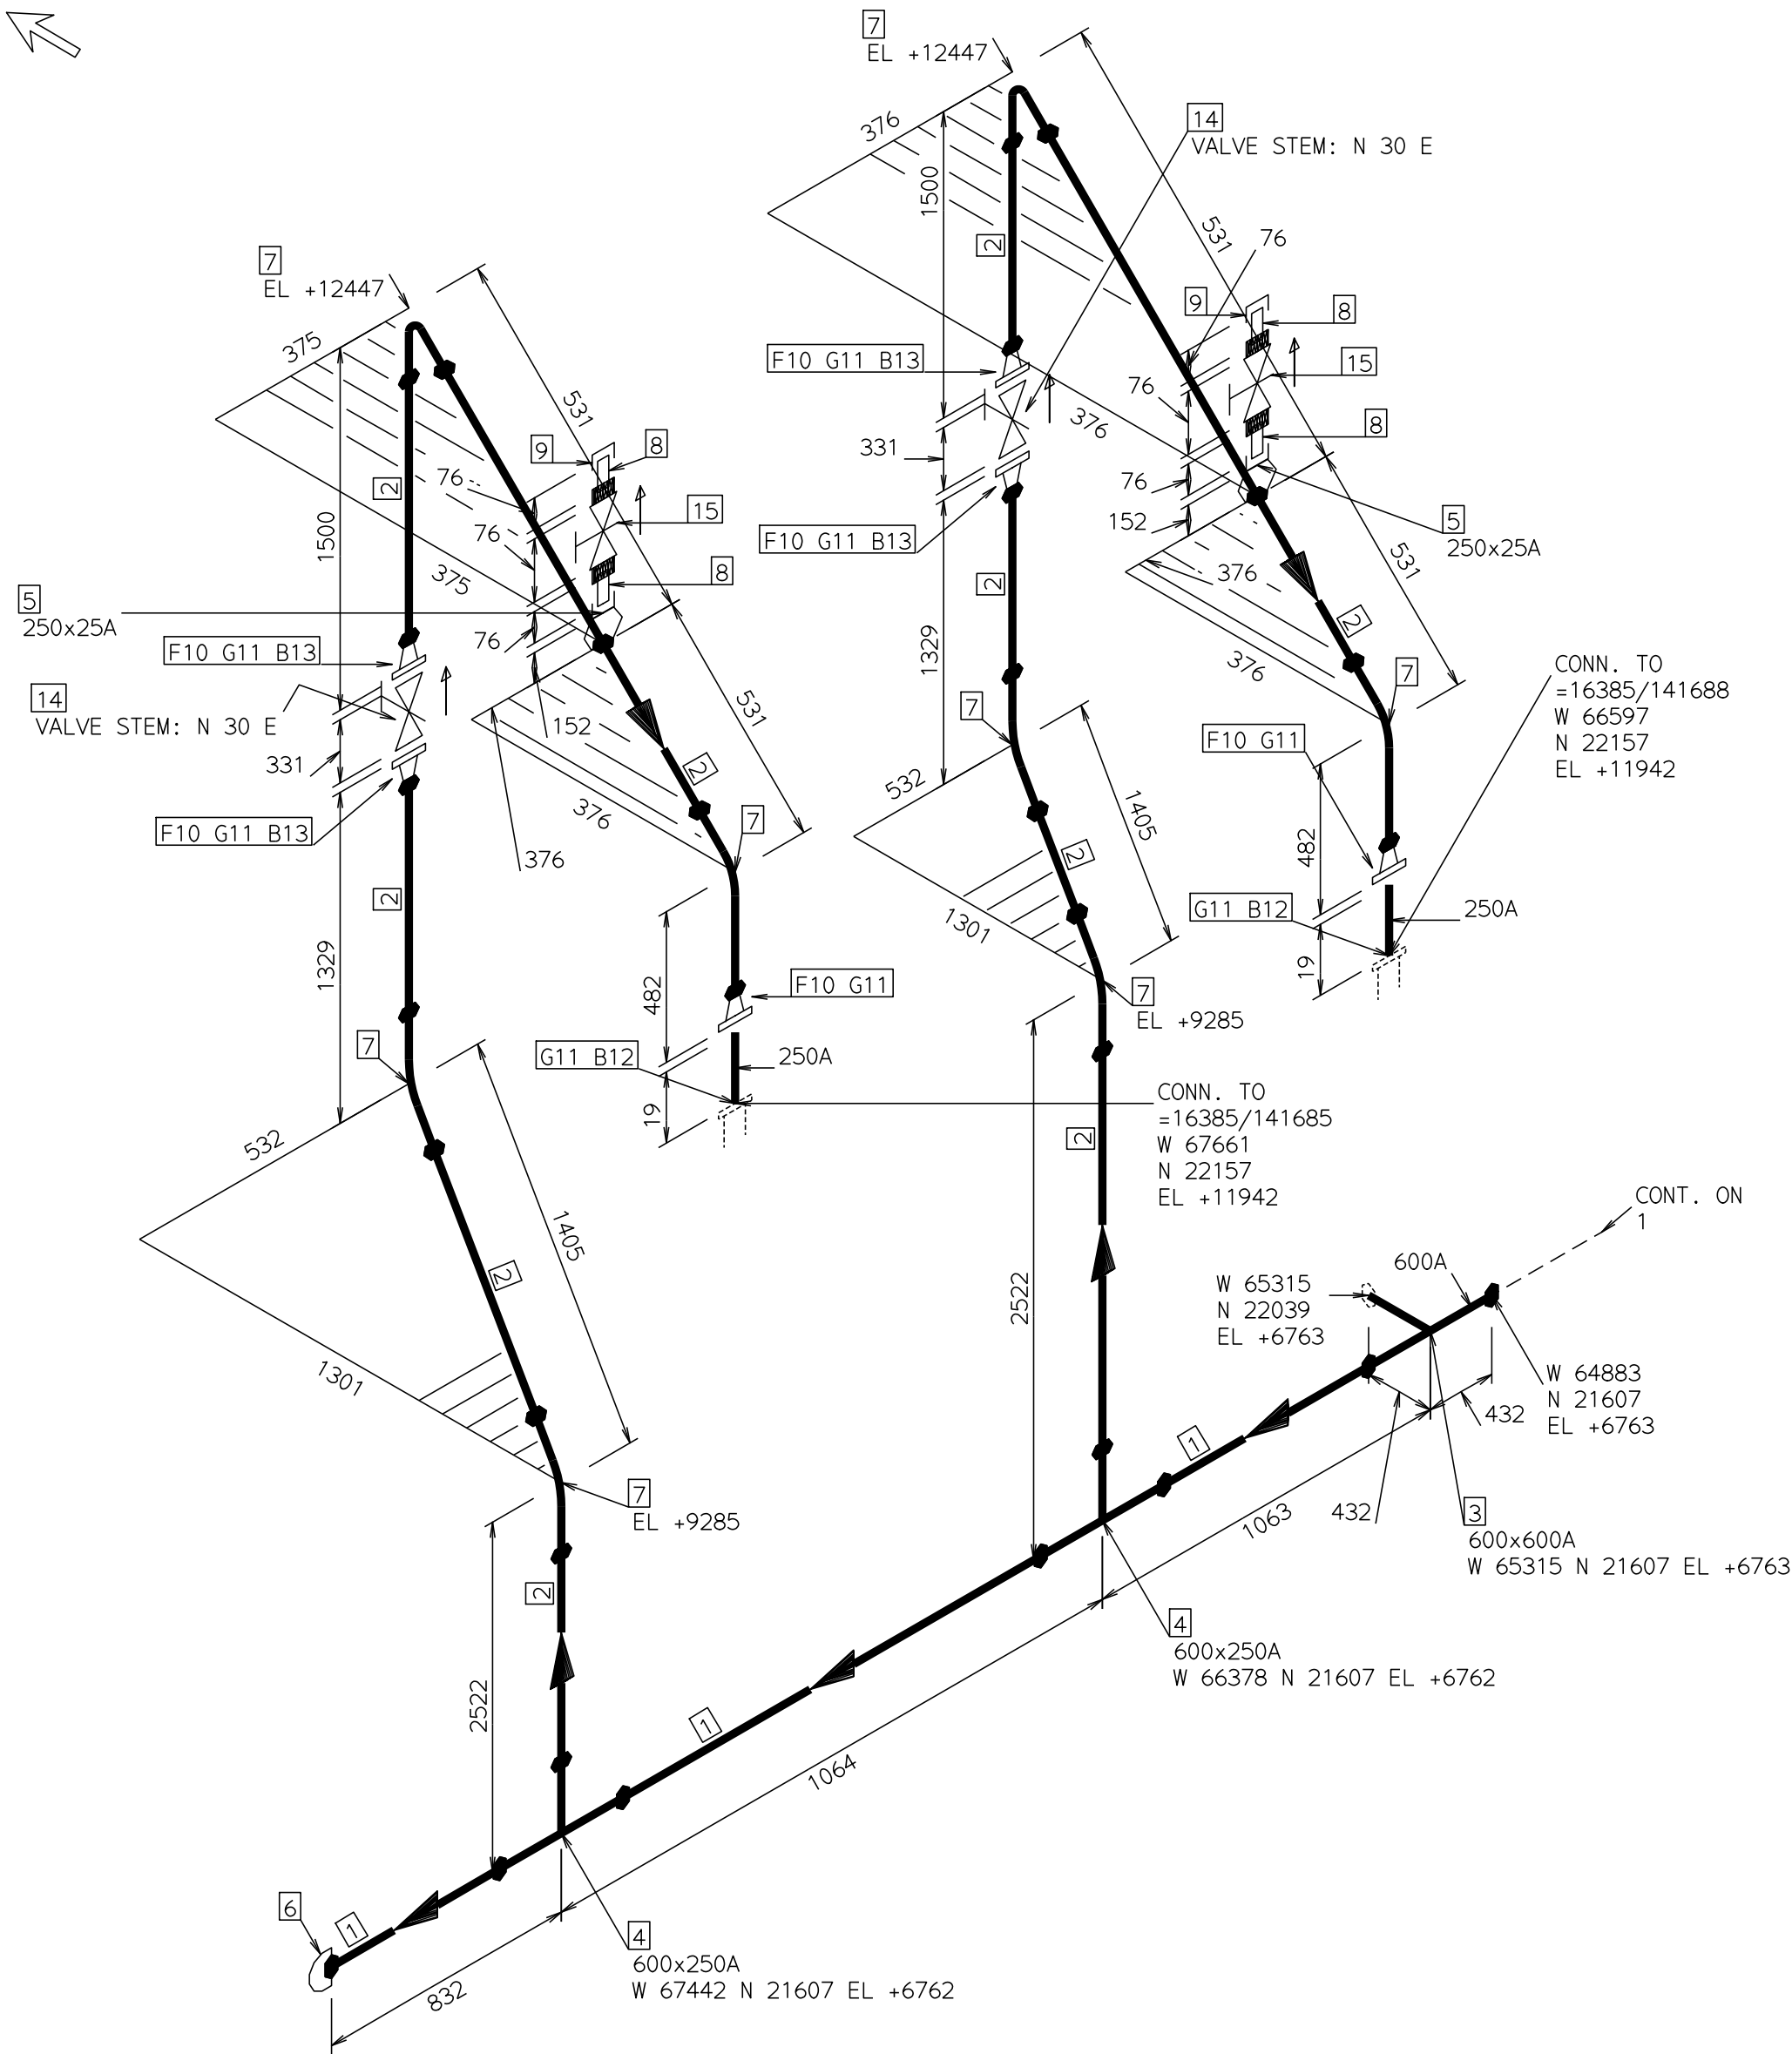 7
EL +12447
376
14
VALVE STEM: N 30 E
1500
531
76
2
9
8
F10 G11 B13
15
76
376
8
331
76
F10 G11 B13
152
5
250x25A
376
531
2
2
1329
376
7
7
532
1405
2
1301
F10 G11
482
G11 B12
250A
19
CONN. TO
=16385/141688
W 66597
N 22157
EL +11942
7
EL +9285
2
2522
7
EL +12447
375
1500
531
2
9
8
76
76
15
375
8
5
250x25A
76
F10 G11 B13
14
VALVE STEM: N 30 E
331
152
F10 G11 B13
376
376
531
2
7
2
1329
482
F10 G11
G11 B12
250A
19
CONN. TO
=16385/141685
W 67661
N 22157
EL +11942
7
532
1405
2
1301
7
EL +9285
2
2522
CONT. ON
1
600A
W 65315
N 22039
EL +6763
W 64883
N 21607
EL +6763
432
432
3
600x600A
W 65315 N 21607 EL +6763
1
1063
4
600x250A
W 66378 N 21607 EL +6762
1
1064
4
600x250A
W 67442 N 21607 EL +6762
6
1
832